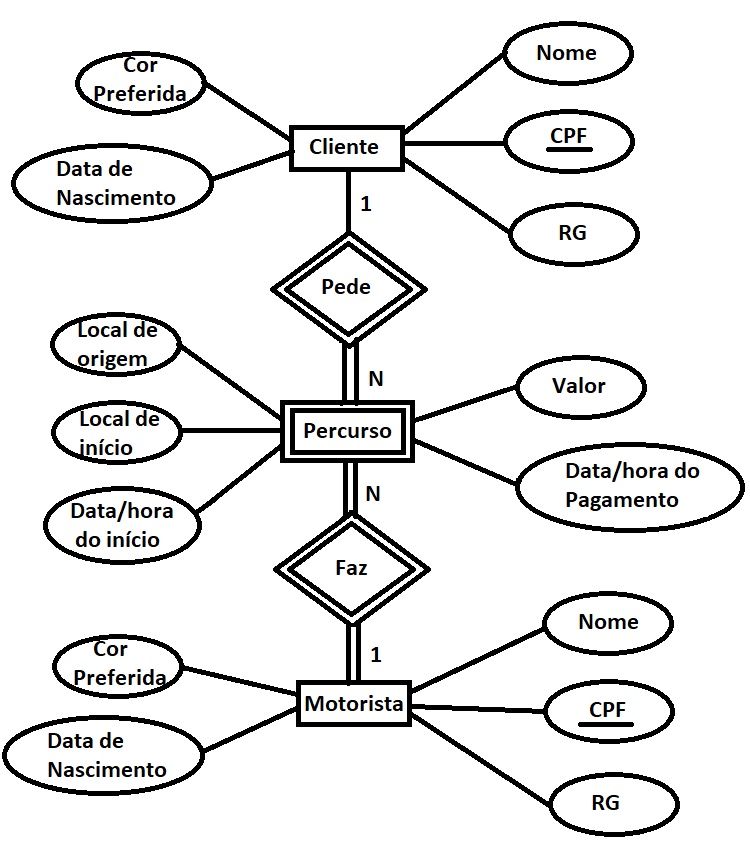 Cor
Preferida
Nome
Data de
Nascimento
Cliente
CPF
RG
1
Pede
Local de
origem
N
Valor
Local de
início
Percurso
Data/hora do
Pagamento
Data/hora
do início
N
Faz
Nome
Cor
Preferida
1
Motorista
CPF
Data de
Nascimento
RG